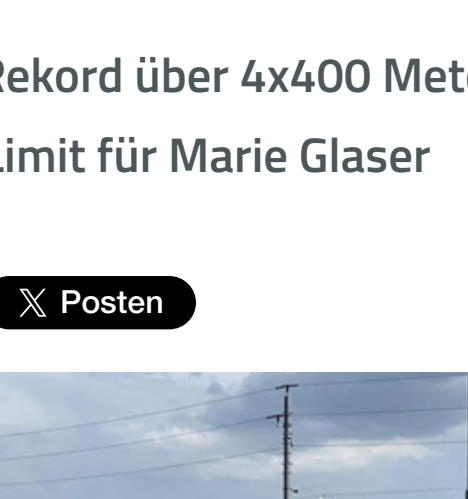 Rekord über 4x400 Mete
Limit für Marie Glaser
𝕏 Posten